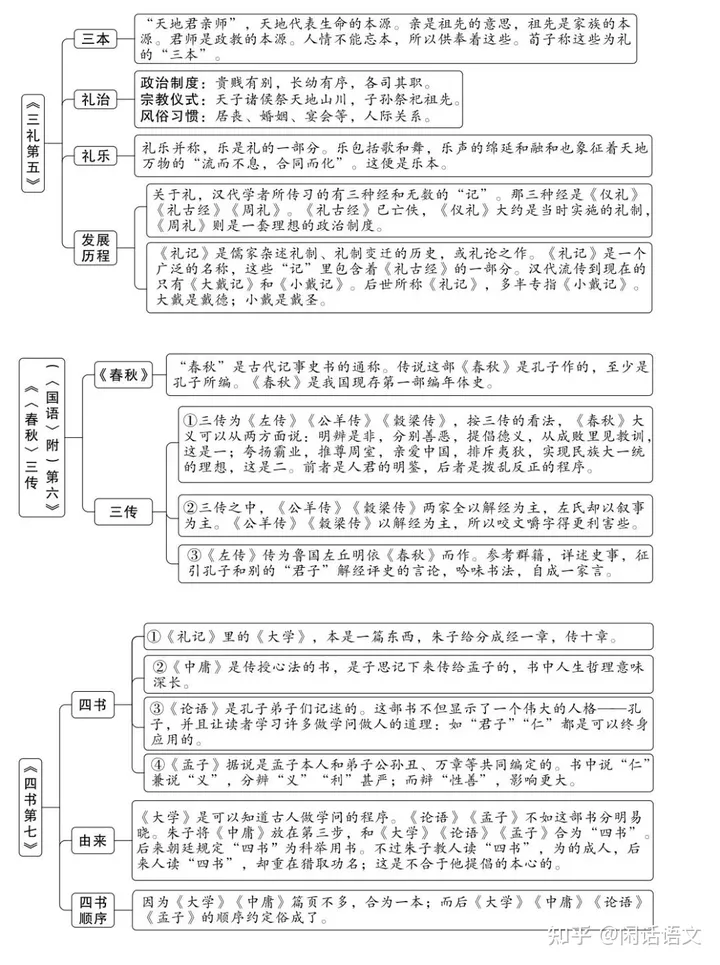 《三礼第五》
三本
“天地君亲师”，天地代表生命的本源。亲是祖先的意思，祖先是家族的本
源。君师是政教的本源。人情不能忘本，所以供奉着这些。荀子称这些为礼
的“三本”。
礼治
政治制度：贵贱有别，长幼有序，各司其职。
宗教仪式：天子诸侯祭天地山川，子孙祭祀祖先。
风俗习惯：居丧、婚姻、宴会等，人际关系。
礼乐
礼乐并称，乐是礼的一部分。乐包括歌和舞，乐声的绵延和融和也象征着天地
万物的“流而不息，合同而化”。这便是乐本。
发展
历程
关于礼，汉代学者所传习的有三种经和无数的“记”。那三种经是《仪礼》
《礼古经》《周礼》。《礼古经》已亡佚，《仪礼》大约是当时实施的礼制，
《周礼》则是一套理想的政治制度。
《礼记》是儒家杂述礼制、礼制变迁的历史，或礼论之作。《礼记》是一个
广泛的名称，这些“记”里包含着《礼古经》的一部分。汉代流传到现在的
只有《大戴记》和《小戴记》。后世所称《礼记》，多半专指《小戴记》。
大戴是戴德；小戴是戴圣。
《〈春秋〉三传
（〈国语〉附）第六》
《春秋》
“春秋”是古代记事史书的通称。传说这部《春秋》是孔子作的，至少是
孔子所编。《春秋》是我国现存第一部编年体史。
三传
①三传为《左传》《公羊传》《穀梁传》，按三传的看法，《春秋》大
义可以从两方面说：明辨是非，分别善恶，提倡德义，从成败里见教训，
这是一；夸扬霸业，推尊周室，亲爱中国，排斥夷狄，实现民族大一统
的理想，这是二。前者是人君的明鉴，后者是拨乱反正的程序。
②三传之中，《公羊传》《穀梁传》两家全以解经为主，左氏却以叙事
为主。《公羊传》《穀梁传》以解经为主，所以咬文嚼字得更利害些。
③《左传》传为鲁国左丘明依《春秋》而作。参考群籍，详述史事，征
引孔子和别的“君子”解经评史的言论，吟味书法，自成一家言。
《四书第七》
四书
①《礼记》里的《大学》，本是一篇东西，朱子给分成经一章，传十章。
②《中庸》是传授心法的书，是子思记下来传给孟子的，书中人生哲理意味
深长。
③《论语》是孔子弟子们记述的。这部书不但显示了一个伟大的人格——孔
子，并且让读者学习许多做学问做人的道理：如“君子”“仁”都是可以终身
应用的。
④《孟子》据说是孟子本人和弟子公孙丑、万章等共同编定的。书中说“仁”
兼说“义”，分辨“义”“利”甚严；而辩“性善”，影响更大。
由来
《大学》是可以知道古人做学问的程序。《论语》《孟子》不如这部书分明易
晓。朱子将《中庸》放在第三步，和《大学》《论语》《孟子》合为“四书”。
后来朝廷规定“四书”为科举用书。不过朱子教人读“四书”，为的成人，后
来人读“四书”，却重在猎取功名；这是不合于他提倡的本心的。
四书
顺序
因为《大学》《中庸》篇页不多，合为一本；而后《大学》《中庸》《论语》
《孟子》的顺序约定俗成了。
知乎 @闲话语文